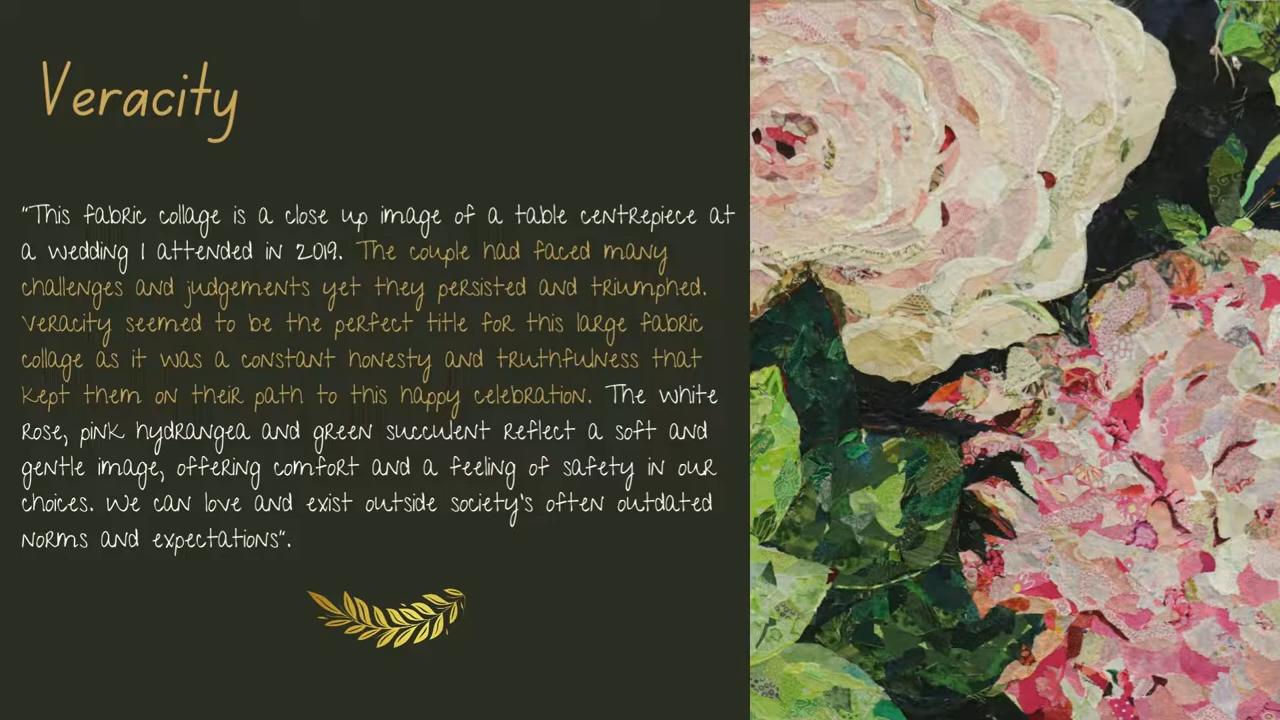 Veracity
"This fabric collage is a close up image of a table centrepiece at
a wedding I attended in 2019. The couple had faced many
challenges and judgements yet they persisted and triumphed.
Veracity seemed to be the perfect title for this large fabric
collage as it was a constant honesty and truthfulness that
kept them on their path to this happy celebration. The white
rose, pink hydrangea and green succulent reflect a soft and
gentle image, offering comfort and a feeling of safety in our
choices. We can love and exist outside society's often outdated
norms and expectations".